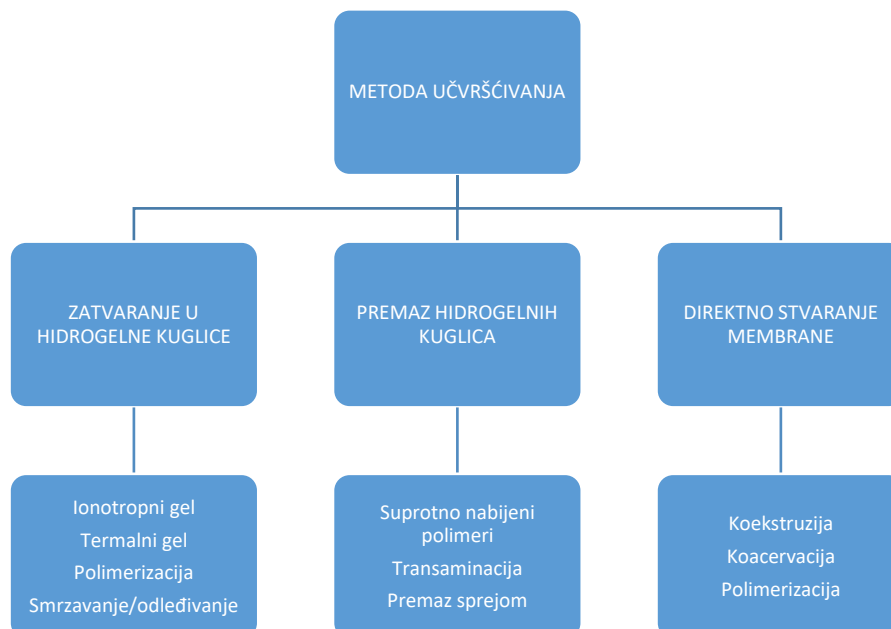 METODA UČVRŠĆIVANJA
ZATVARANJE U
HIDROGELNE KUGLICE
PREMAZ HIDROGELNIH
KUGLICA
DIREKTNO STVARANJE
MEMBRANE
Ionotropni gel
Termalni gel
Polimerizacija
Smrzavanje/odleđivanje
Suprotno nabijeni
polimeri
Transaminacija
Premaz sprejom
Koekstruzija
Koacervacija
Polimerizacija